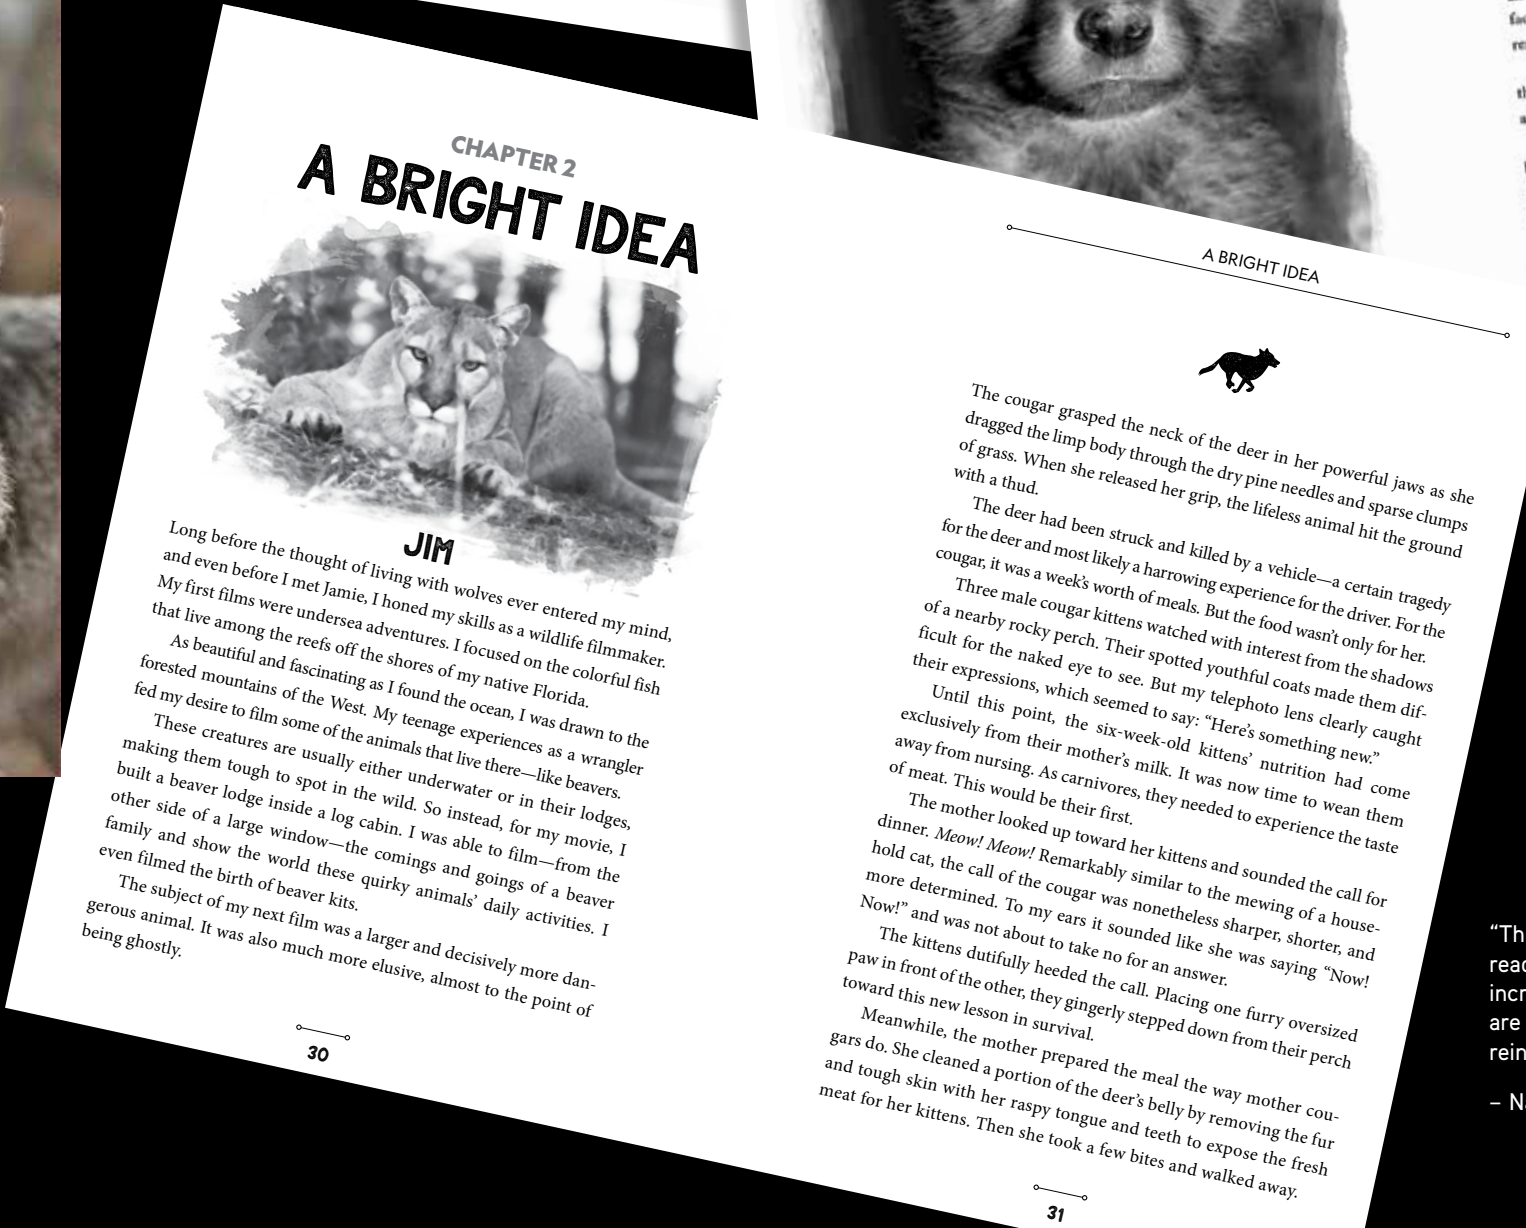 CHAPTER 2
A BRIGHT IDEA
JIM
Long before the thought of living with wolves ever entered my mind,
and even before I met Jamie, I honed my skills as a wildlife filmmaker.
My first films were undersea adventures. I focused on the colorful fish
that live among the reefs off the shores of my native Florida.
As beautiful and fascinating as I found the ocean, I was drawn to the
forested mountains of the West. My teenage experiences as a wrangler
fed my desire to film some of the animals that live there—like beavers.
These creatures are usually either underwater or in their lodges,
making them tough to spot in the wild. So instead, for my movie, I
built a beaver lodge inside a log cabin. I was able to film—from the
other side of a large window—the comings and goings of a beaver
family and show the world these quirky animals' daily activities. I
even filmed the birth of beaver kits.
The subject of my next film was a larger and decisively more dan-
gerous animal. It was also much more elusive, almost to the point of
being ghostly.
30
A BRIGHT IDEA
The cougar grasped the neck of the deer in her powerful jaws as she
dragged the limp body through the dry pine needles and sparse clumps
of grass. When she released her grip, the lifeless animal hit the ground
with a thud.
The deer had been struck and killed by a vehicle—a certain tragedy
for the deer and most likely a harrowing experience for the driver. For the
cougar, it was a week's worth of meals. But the food wasn't only for her.
Three male cougar kittens watched with interest from the shadows
of a nearby rocky perch. Their spotted youthful coats made them dif-
ficult for the naked eye to see. But my telephoto lens clearly caught
their expressions, which seemed to say: “Here's something new.”
Until this point, the six-week-old kittens' nutrition had come
exclusively from their mother's milk. It was now time to wean them
away from nursing. As carnivores, they needed to experience the taste
of meat. This would be their first.
The mother looked up toward her kittens and sounded the call for
dinner. Meow! Meow! Remarkably similar to the mewing of a house-
hold cat, the call of the cougar was nonetheless sharper, shorter, and
more determined. To my ears it sounded like she was saying “Now!
Now!” and was not about to take no for an answer.
The kittens dutifully heeded the call. Placing one furry oversized
paw in front of the other, they gingerly stepped down from their perch
toward this new lesson in survival.
Meanwhile, the mother prepared the meal the way mother cou-
gars do. She cleaned a portion of the deer's belly by removing the fur
and tough skin with her raspy tongue and teeth to expose the fresh
meat for her kittens. Then she took a few bites and walked away.
31
“Th
read
incr
are
rein
– N